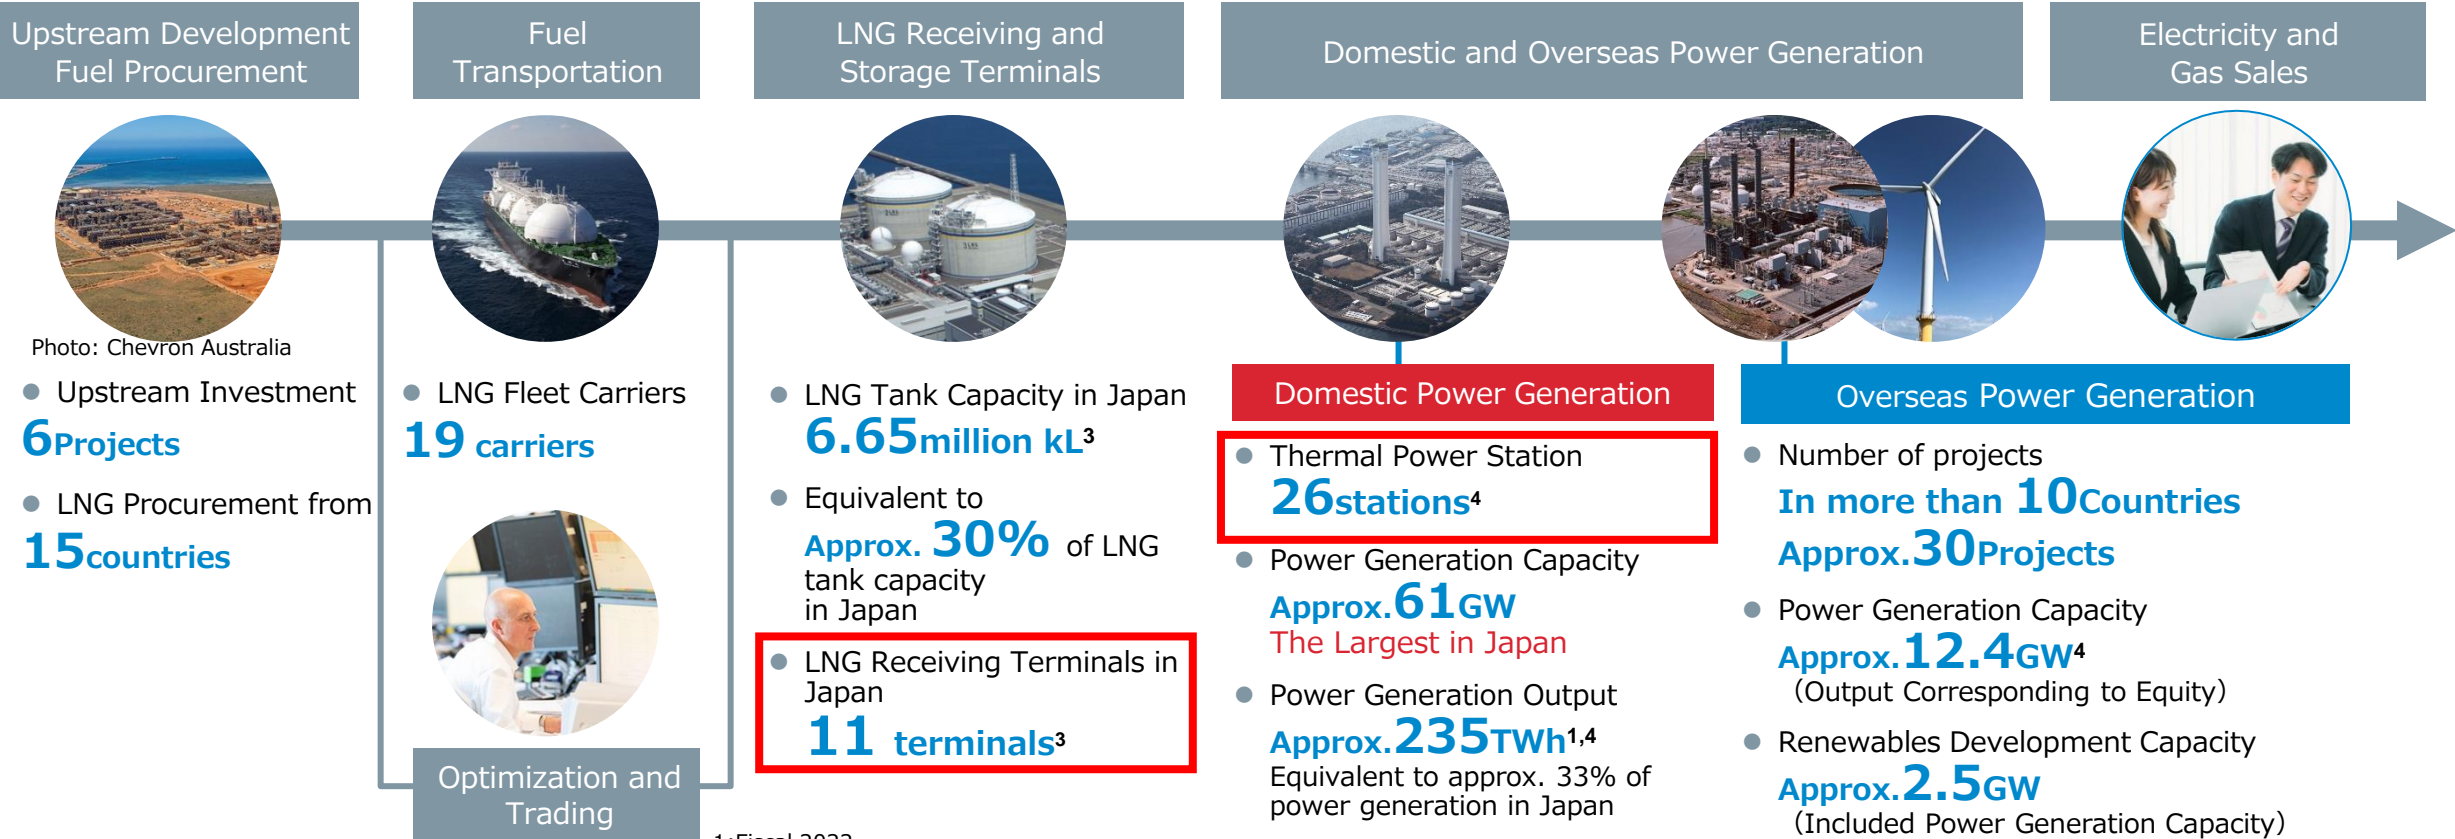 Upstream Development
Fuel Procurement
Fuel
Transportation
LNG Receiving and
Storage Terminals
Domestic and Overseas Power Generation
Electricity and
Gas Sales
Photo: Chevron Australia
● Upstream Investment
6Projects
● LNG Procurement from
15countries
● LNG Fleet Carriers
19 carriers
Optimization and
Trading
● LNG Tank Capacity in Japan
6.65million kL³
● Equivalent to
Approx. 30% of LNG
tank capacity
in Japan
● LNG Receiving Terminals in
Japan
11 terminals³
Domestic Power Generation
● Thermal Power Station
26stations⁴
● Power Generation Capacity
Approx.61GW
The Largest in Japan
● Power Generation Output
Approx.235TWh¹,⁴
Equivalent to approx. 33% of
power generation in Japan
Overseas Power Generation
● Number of projects
In more than 10Countries
Approx.30Projects
● Power Generation Capacity
Approx.12.4GW⁴
（Output Corresponding to Equity）
● Renewables Development Capacity
Approx.2.5GW
（Included Power Generation Capacity）
1:Fiscal 2022